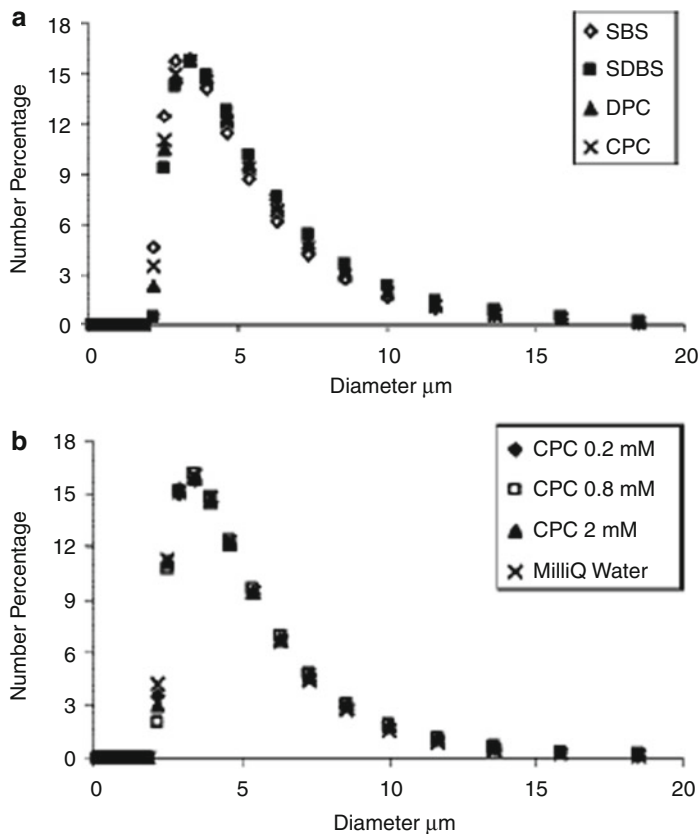 a
18
15
12
9
6
3
0
Number Percentage
SBS
SDBS
DPC
CPC
0 5 10 15 20
Diameter μm
b
18
15
12
9
6
3
0
Number Percentage
CPC 0.2 mM
CPC 0.8 mM
CPC 2 mM
MilliQ Water
0 5 10 15 20
Diameter μm